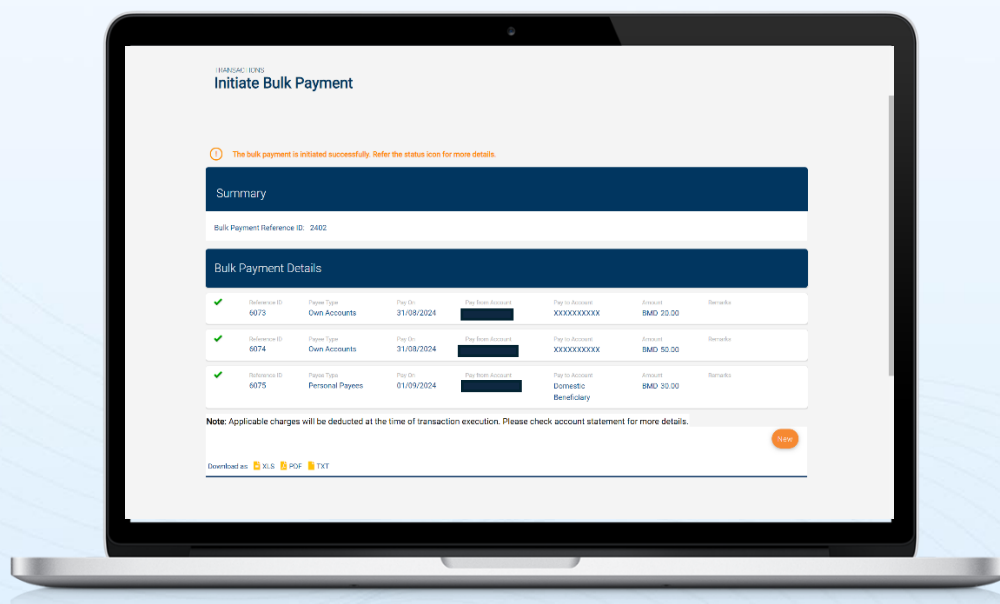 TRANSACTIONS
Initiate Bulk Payment
The bulk payment is initiated successfully. Refer the status icon for more details.
Summary
Bulk Payment Reference ID: 2402
Bulk Payment Details
Reference ID Payee Type Pay On Pay from Account Pay to Account Amount Remarks
6073 Own Accounts 31/08/2024 XXXXXXXXXX BMD 20.00
Reference ID Payee Type Pay On Pay from Account Pay to Account Amount Remarks
6074 Own Accounts 31/08/2024 XXXXXXXXXX BMD 50.00
Reference ID Payee Type Pay On Pay from Account Pay to Account Amount Remarks
6075 Personal Payees 01/09/2024 Domestic BMD 30.00
Beneficiary
Note: Applicable charges will be deducted at the time of transaction execution. Please check account statement for more details.
New
Download as XLS PDF TXT